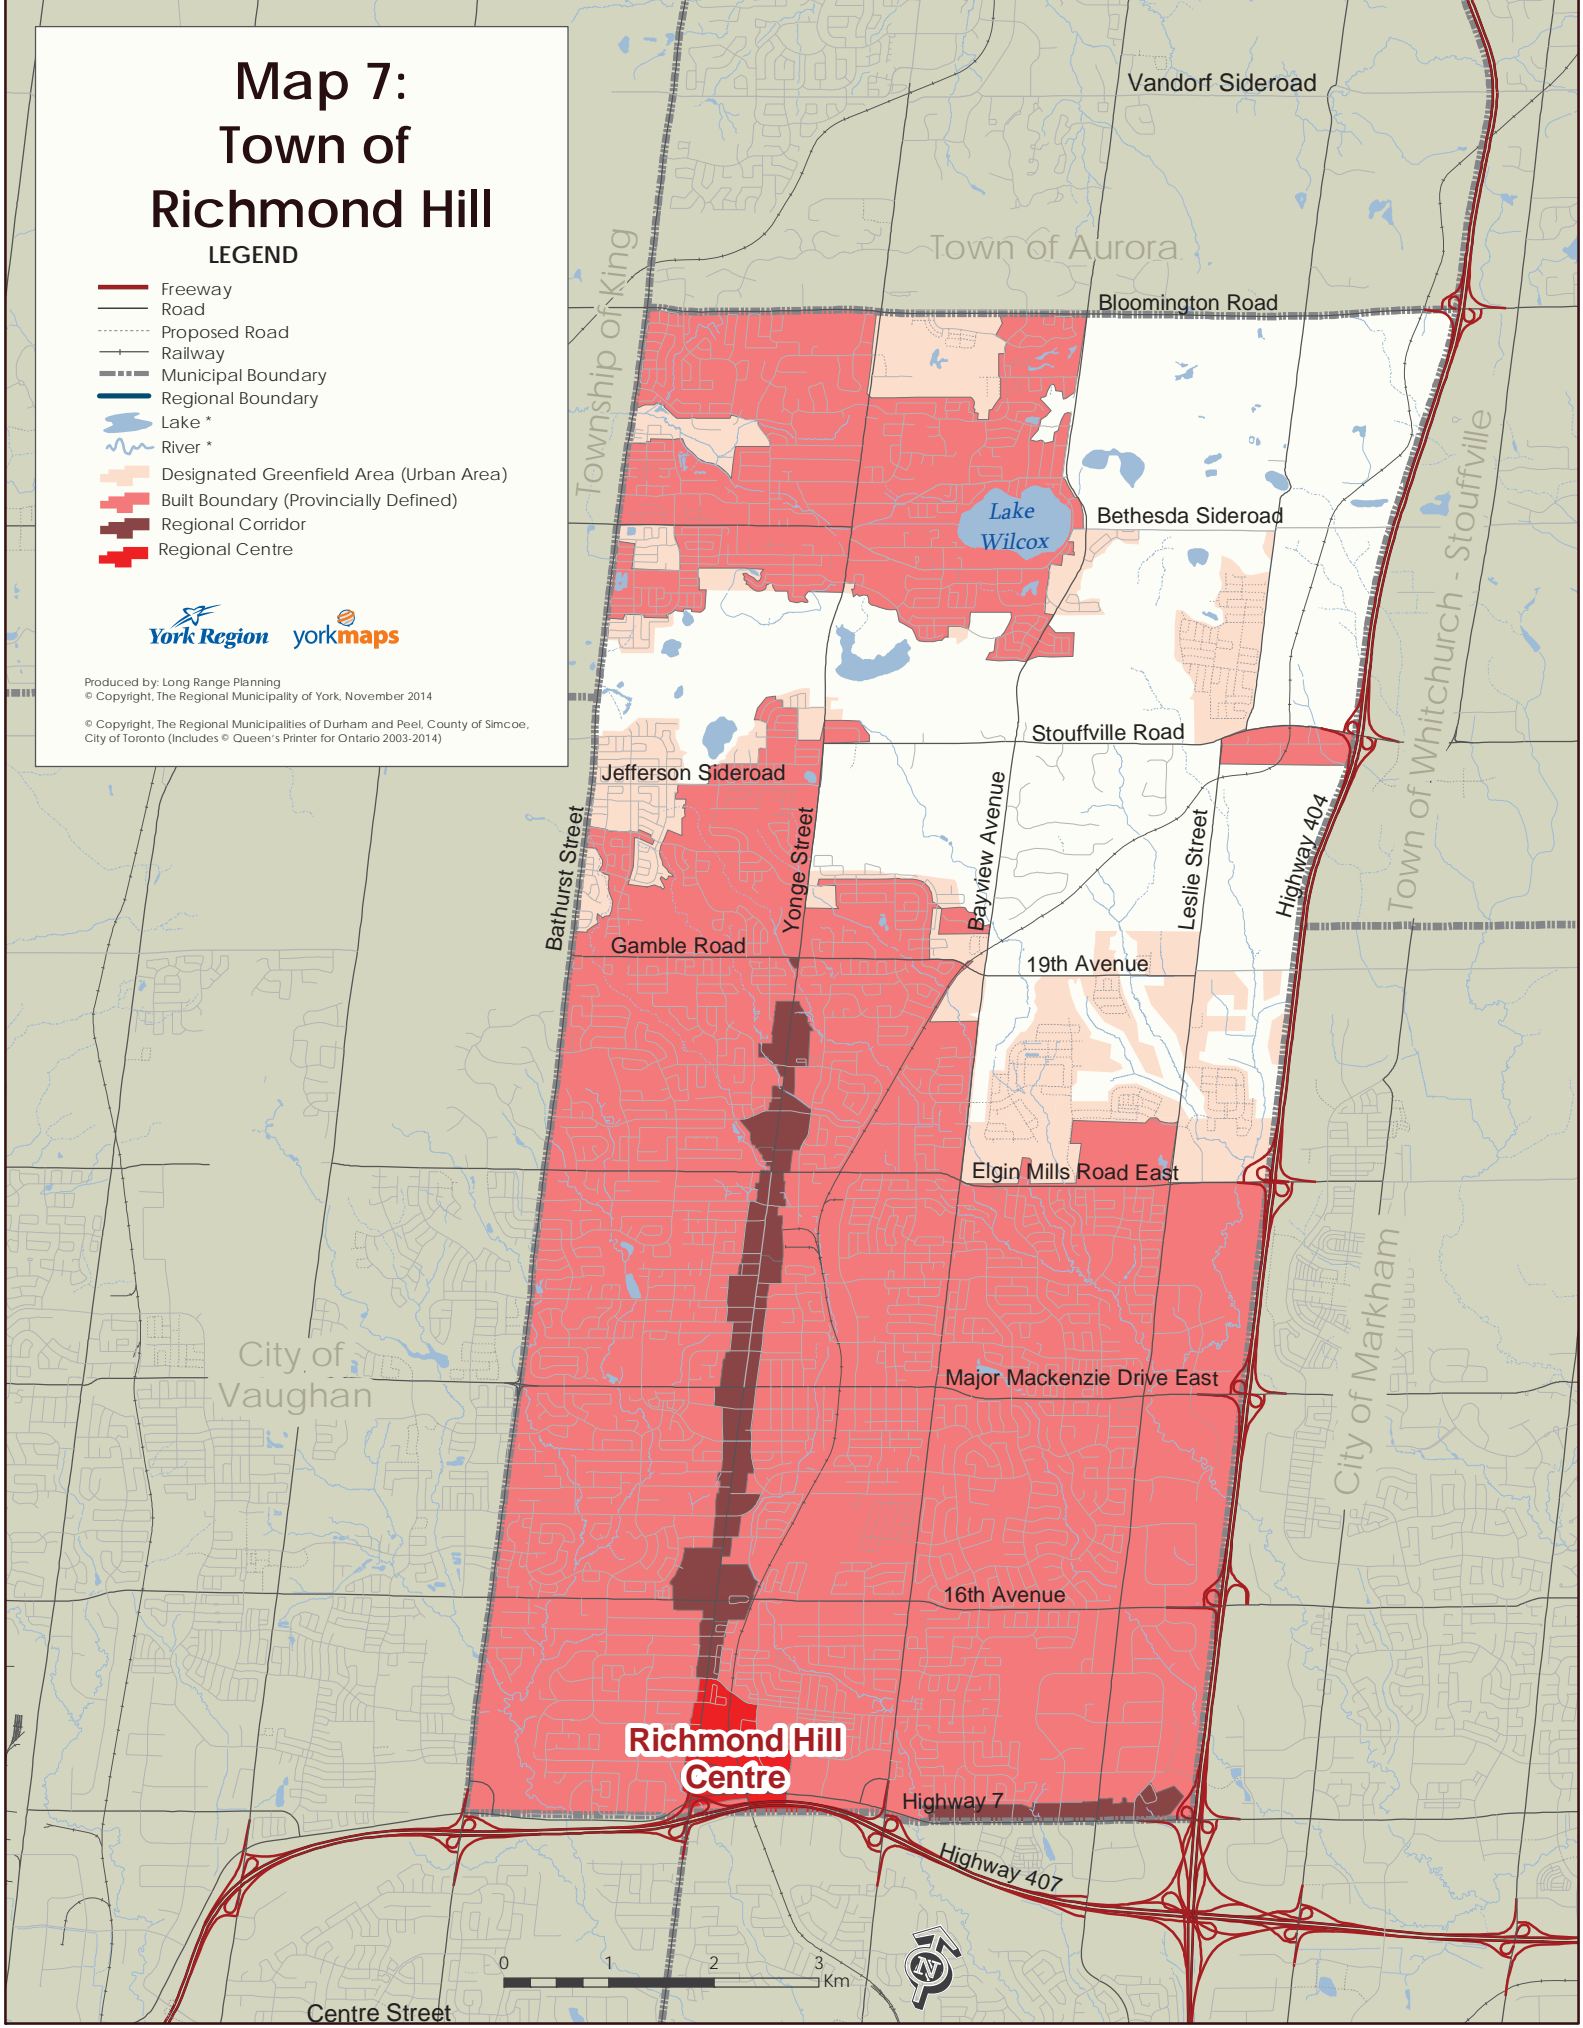 Map 7:
Town of
Richmond Hill
LEGEND
Freeway
Road
Proposed Road
Railway
Municipal Boundary
Regional Boundary
Lake *
River *
Designated Greenfield Area (Urban Area)
Built Boundary (Provincially Defined)
Regional Corridor
Regional Centre
York Region
yorkmaps
Produced by: Long Range Planning
© Copyright, The Regional Municipality of York, November 2014
© Copyright, The Regional Municipalities of Durham and Peel, County of Simcoe,
City of Toronto (Includes © Queen's Printer for Ontario 2003-2014)
Vandorf Sideroad
Town of Aurora
Township of King
Bloomington Road
Lake
Wilcox
Bethesda Sideroad
Town of Whitchurch - Stouffville
Stouffville Road
Jefferson Sideroad
Bathurst Street
Yonge Street
Bayview Avenue
Leslie Street
Highway 404
Gamble Road
19th Avenue
Elgin Mills Road East
City of
Vaughan
City of Markham
Major Mackenzie Drive East
16th Avenue
Richmond Hill
Centre
Highway 7
Highway 407
0 1 2 3
Km
N
Centre Street